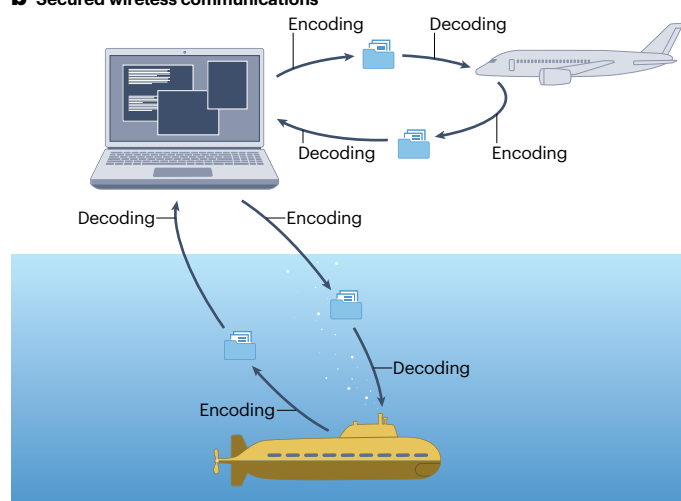 b Secured wireless communications
Encoding
Decoding
Decoding
Encoding
Decoding
Encoding
Decoding
Encoding